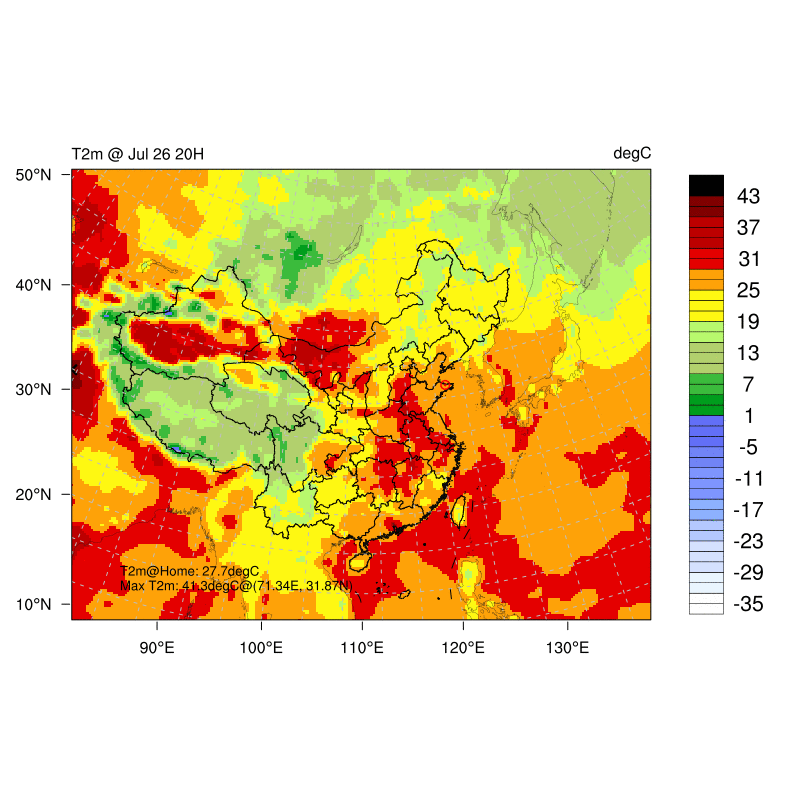 T2m @ Jul 26 20H
degC
50°N
40°N
30°N
20°N
10°N
90°E
100°E
110°E
120°E
130°E
T2m@Home: 27.7degC
Max T2m: 41.3degC@(71.34E, 31.87N)
43
37
31
25
19
13
7
1
-5
-11
-17
-23
-29
-35